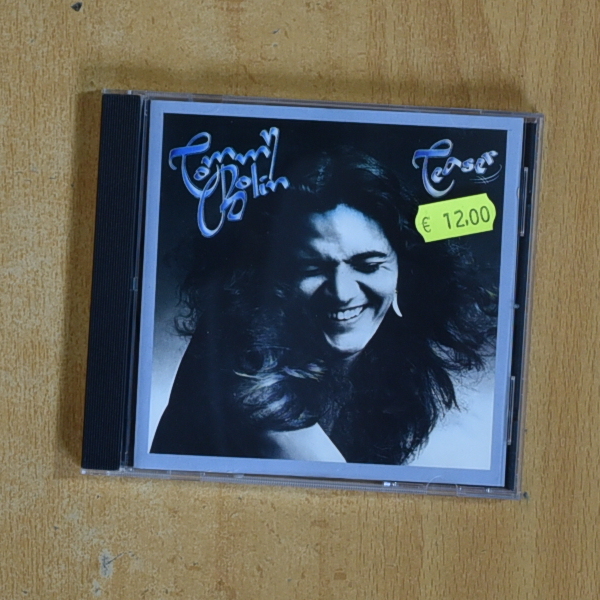 Tommy
Bolin
Teaser
€ 12.00